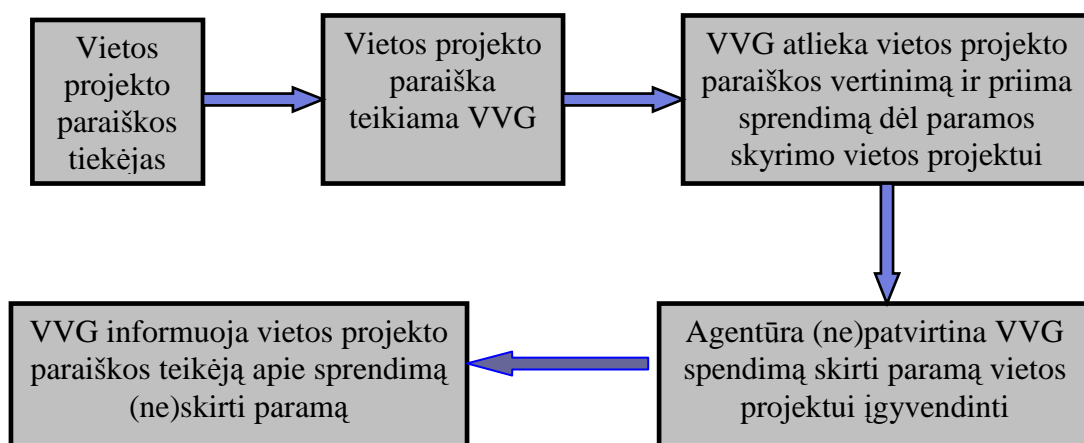 Vietos
projekto
paraiškos
tiekėjas
Vietos projekto
paraiška
teikiama VVG
VVG atlieka vietos projekto
paraiškos vertinimą ir priima
sprendimą dėl paramos
skyrimo vietos projektui
Agentūra (ne)patvirtina VVG
spendimą skirti paramą vietos
projektui įgyvendinti
VVG informuoja vietos projekto
paraiškos teikėją apie sprendimą
(ne)skirti paramą